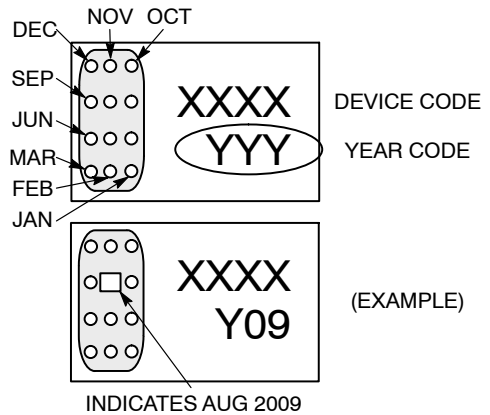 DEC NOV OCT
SEP
JUN
MAR
FEB
JAN
XXXX
YYY
DEVICE CODE
YEAR CODE
XXXX
Y09
(EXAMPLE)
INDICATES AUG 2009